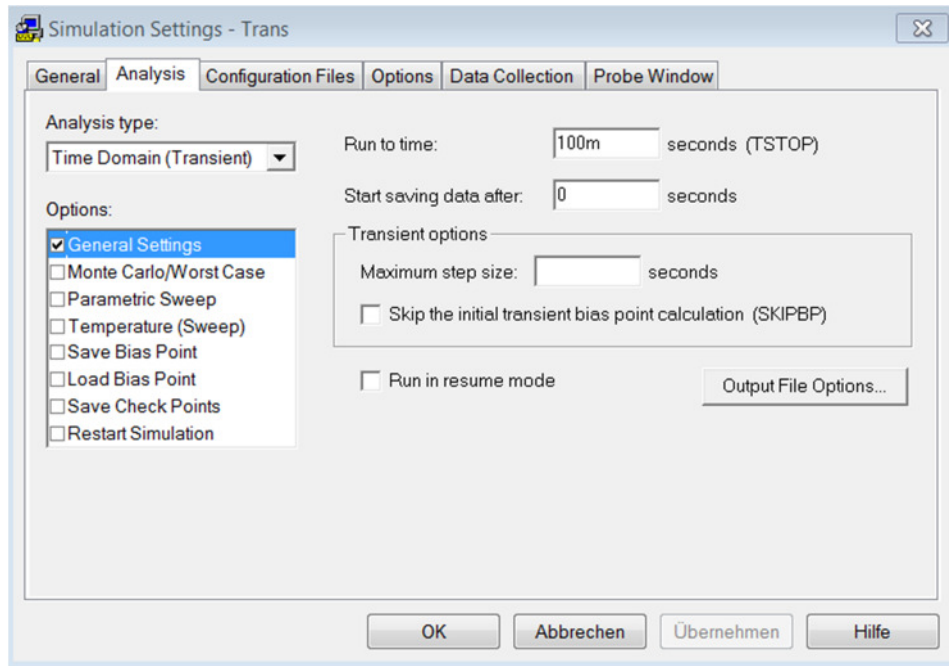 Simulation Settings - Trans
General Analysis Configuration Files Options Data Collection Probe Window
Analysis type:
Time Domain (Transient)
Options:
General Settings
Monte Carlo/Worst Case
Parametric Sweep
Temperature (Sweep)
Save Bias Point
Load Bias Point
Save Check Points
Restart Simulation
Run to time: 100m seconds (TSTOP)
Start saving data after: 0 seconds
Transient options
Maximum step size: seconds
Skip the initial transient bias point calculation (SKIPBP)
Run in resume mode
Output File Options...
OK Abbrechen Übernehmen Hilfe